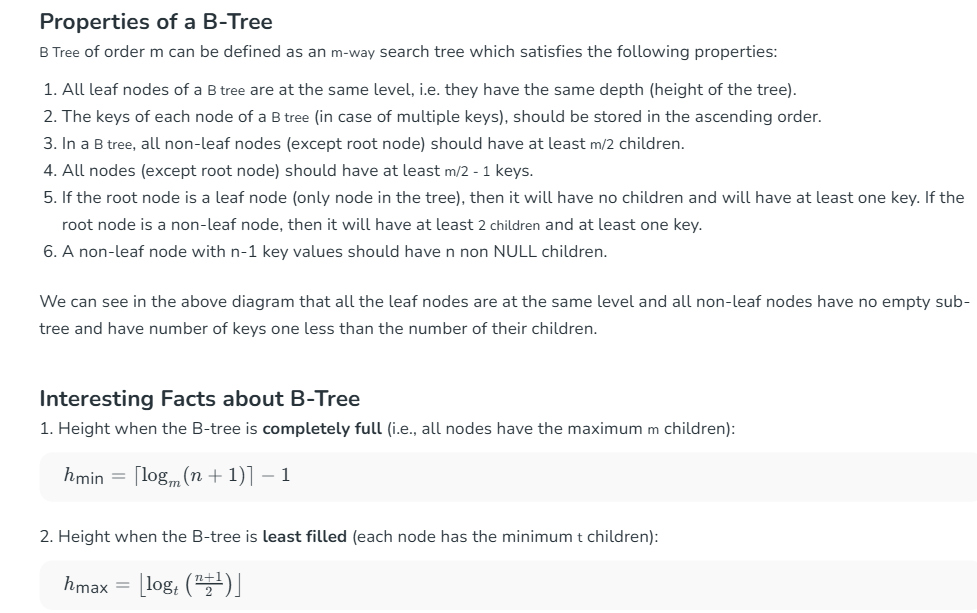 Properties of a B-Tree
B Tree of order m can be defined as an m-way search tree which satisfies the following properties:
1. All leaf nodes of a B tree are at the same level, i.e. they have the same depth (height of the tree).
2. The keys of each node of a B tree (in case of multiple keys), should be stored in the ascending order.
3. In a B tree, all non-leaf nodes (except root node) should have at least m/2 children.
4. All nodes (except root node) should have at least m/2 - 1 keys.
5. If the root node is a leaf node (only node in the tree), then it will have no children and will have at least one key. If the
root node is a non-leaf node, then it will have at least 2 children and at least one key.
6. A non-leaf node with n-1 key values should have n non NULL children.
We can see in the above diagram that all the leaf nodes are at the same level and all non-leaf nodes have no empty sub-
tree and have number of keys one less than the number of their children.
Interesting Facts about B-Tree
1. Height when the B-tree is completely full (i.e., all nodes have the maximum m children):
h_min = ⌈log_m(n + 1)⌉ − 1
2. Height when the B-tree is least filled (each node has the minimum t children):
h_max = ⌊log_t((n+1)/2)⌋